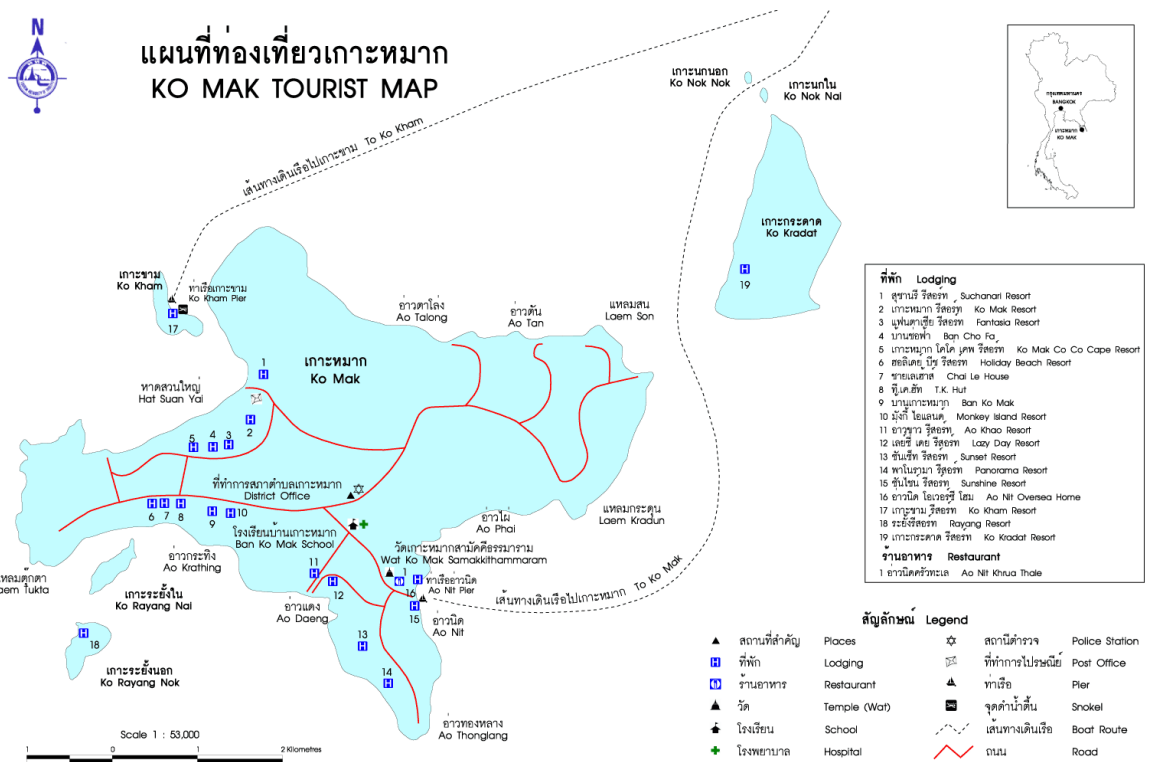 N
แผนที่ท่องเที่ยวเกาะหมาก
KO MAK TOURIST MAP
เกาะนกนอก
Ko Nok Nok
เกาะนกใน
Ko Nok Nai
กรุงเทพมหานคร
BANGKOK
เกาะหมาก
KO MAK
เส้นทางเดินเรือไปเกาะขาม To Ko Kham
เกาะกระดาด
Ko Kradat
19
เกาะขาม
Ko Kham
ท่าเรือเกาะขาม
Ko Kham Pier
17
อ่าวตาโล่ง
Ao Talong
อ่าวตัน
Ao Tan
แหลมสน
Laem Son
เกาะหมาก
Ko Mak
1
หาดสวนใหญ่
Hat Suan Yai
2
3
4
5
ที่ทำการสภาตำบลเกาะหมาก
District Office
6
7
8
9
10
โรงเรียนบ้านเกาะหมาก
Ban Ko Mak School
อ่าวไผ่
Ao Phai
แหลมกระดุน
Laem Kradun
วัดเกาะหมากสามัคคีธรรมาราม
Wat Ko Mak Samakkithammaram
11
12
1
16
ท่าเรืออ่าวนิด
Ao Nit Pier
15
อ่าวนิด
Ao Nit
เส้นทางเดินเรือไปเกาะหมาก To Ko Mak
อ่าวกระทิง
Ao Krathing
หลมตุ๊กตา
aem Tukta
เกาะระยั้งใน
Ko Rayang Nai
อ่าวแดง
Ao Daeng
13
14
18
เกาะระยั้งนอก
Ko Rayang Nok
อ่าวทองหลาง
Ao Thonglang
Scale 1 : 53,000
1 0 1 2 Kilometres
ที่พัก Lodging
1 สุชานรี รีสอร์ท Suchanari Resort
2 เกาะหมาก รีสอร์ท Ko Mak Resort
3 แฟนตาเซีย รีสอร์ท Fantasia Resort
4 บ้านช่อฟ้า Ban Cho Fa
5 เกาะหมาก โคโค่ เคพ รีสอร์ท Ko Mak Co Co Cape Resort
6 ฮอลิเดย์ บีช รีสอร์ท Holiday Beach Resort
7 ชายเลเฮ้าส์ Chai Le House
8 ที.เค.ฮัท T.K. Hut
9 บ้านเกาะหมาก Ban Ko Mak
10 มังกี้ ไอแลนด์ Monkey Island Resort
11 อ่าวขาว รีสอร์ท Ao Khao Resort
12 เลย์ซี่ เดย์ รีสอร์ท Lazy Day Resort
13 ซันเซ็ท รีสอร์ท Sunset Resort
14 พาโนรามา รีสอร์ท Panorama Resort
15 ซันไชน์ รีสอร์ท Sunshine Resort
16 อ่าวนิด โอเวอร์ซี โฮม Ao Nit Oversea Home
17 เกาะขาม รีสอร์ท Ko Kham Resort
18 ระยั้งรีสอร์ท Rayang Resort
19 เกาะกระดาด รีสอร์ท Ko Kradat Resort
ร้านอาหาร Restaurant
1 อ่าวนิดครัวทะเล Ao Nit Khrua Thale
สัญลักษณ์ Legend
สถานที่สำคัญ Places
ที่พัก Lodging
ร้านอาหาร Restaurant
วัด Temple (Wat)
โรงเรียน School
โรงพยาบาล Hospital
สถานีตำรวจ Police Station
ที่ทำการไปรษณีย์ Post Office
ท่าเรือ Pier
จุดดำน้ำตื้น Snokel
เส้นทางเดินเรือ Boat Route
ถนน Road